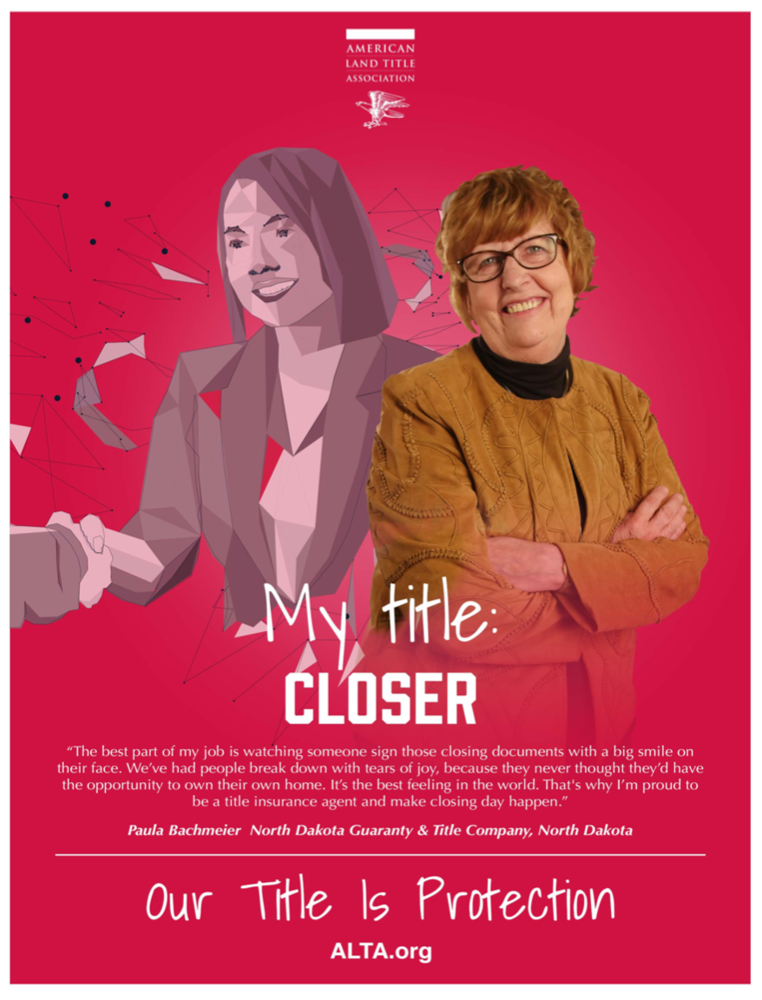 AMERICAN
LAND TITLE
ASSOCIATION
My title:
CLOSER
“The best part of my job is watching someone sign those closing documents with a big smile on
their face. We’ve had people break down with tears of joy, because they never thought they’d have
the opportunity to own their own home. It’s the best feeling in the world. That's why I’m proud to
be a title insurance agent and make closing day happen.”
Paula Bachmeier North Dakota Guaranty & Title Company, North Dakota
Our Title Is Protection
ALTA.org